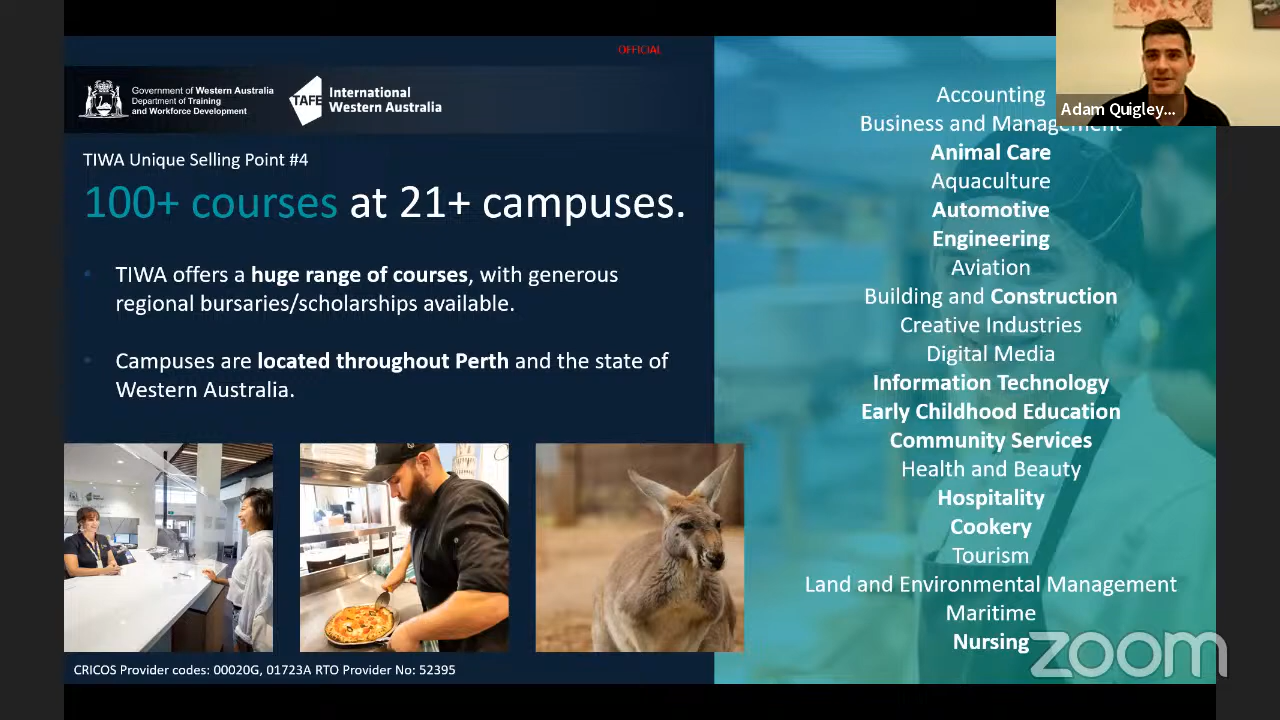 OFFICIAL
Government of Western Australia
Department of Training
and Workforce Development
TAFE
International
Western Australia
TIWA Unique Selling Point #4
100+ courses at 21+ campuses.
TIWA offers a huge range of courses, with generous
regional bursaries/scholarships available.
Campuses are located throughout Perth and the state of
Western Australia.
CRICOS Provider codes: 00020G, 01723A RTO Provider No: 52395
Adam Quigley...
Accounting
Business and Management
Animal Care
Aquaculture
Automotive
Engineering
Aviation
Building and Construction
Creative Industries
Digital Media
Information Technology
Early Childhood Education
Community Services
Health and Beauty
Hospitality
Cookery
Tourism
Land and Environmental Management
Maritime
Nursing
zoom